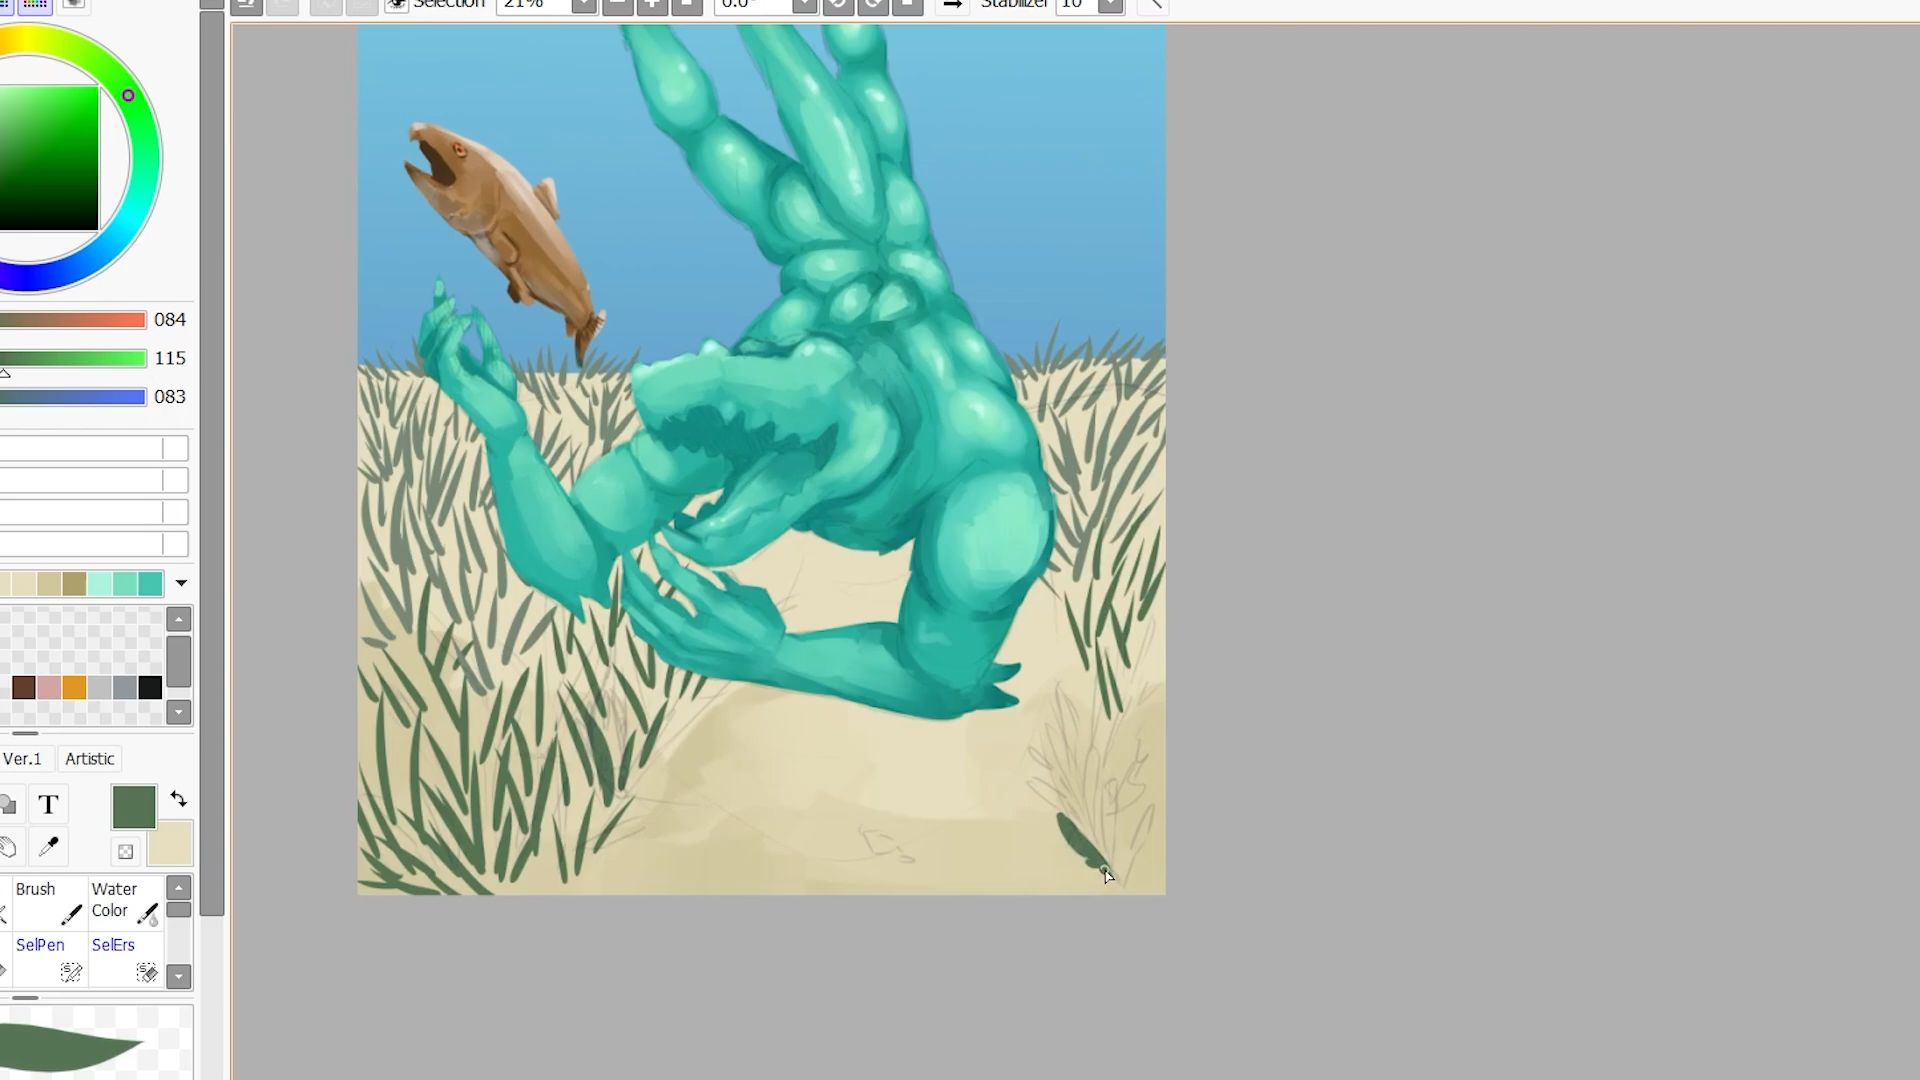 Selection 21% 0.0° Stabilizer 10
084
115
083
Ver.1 Artistic
T
Brush Water Color
SelPen SelErs